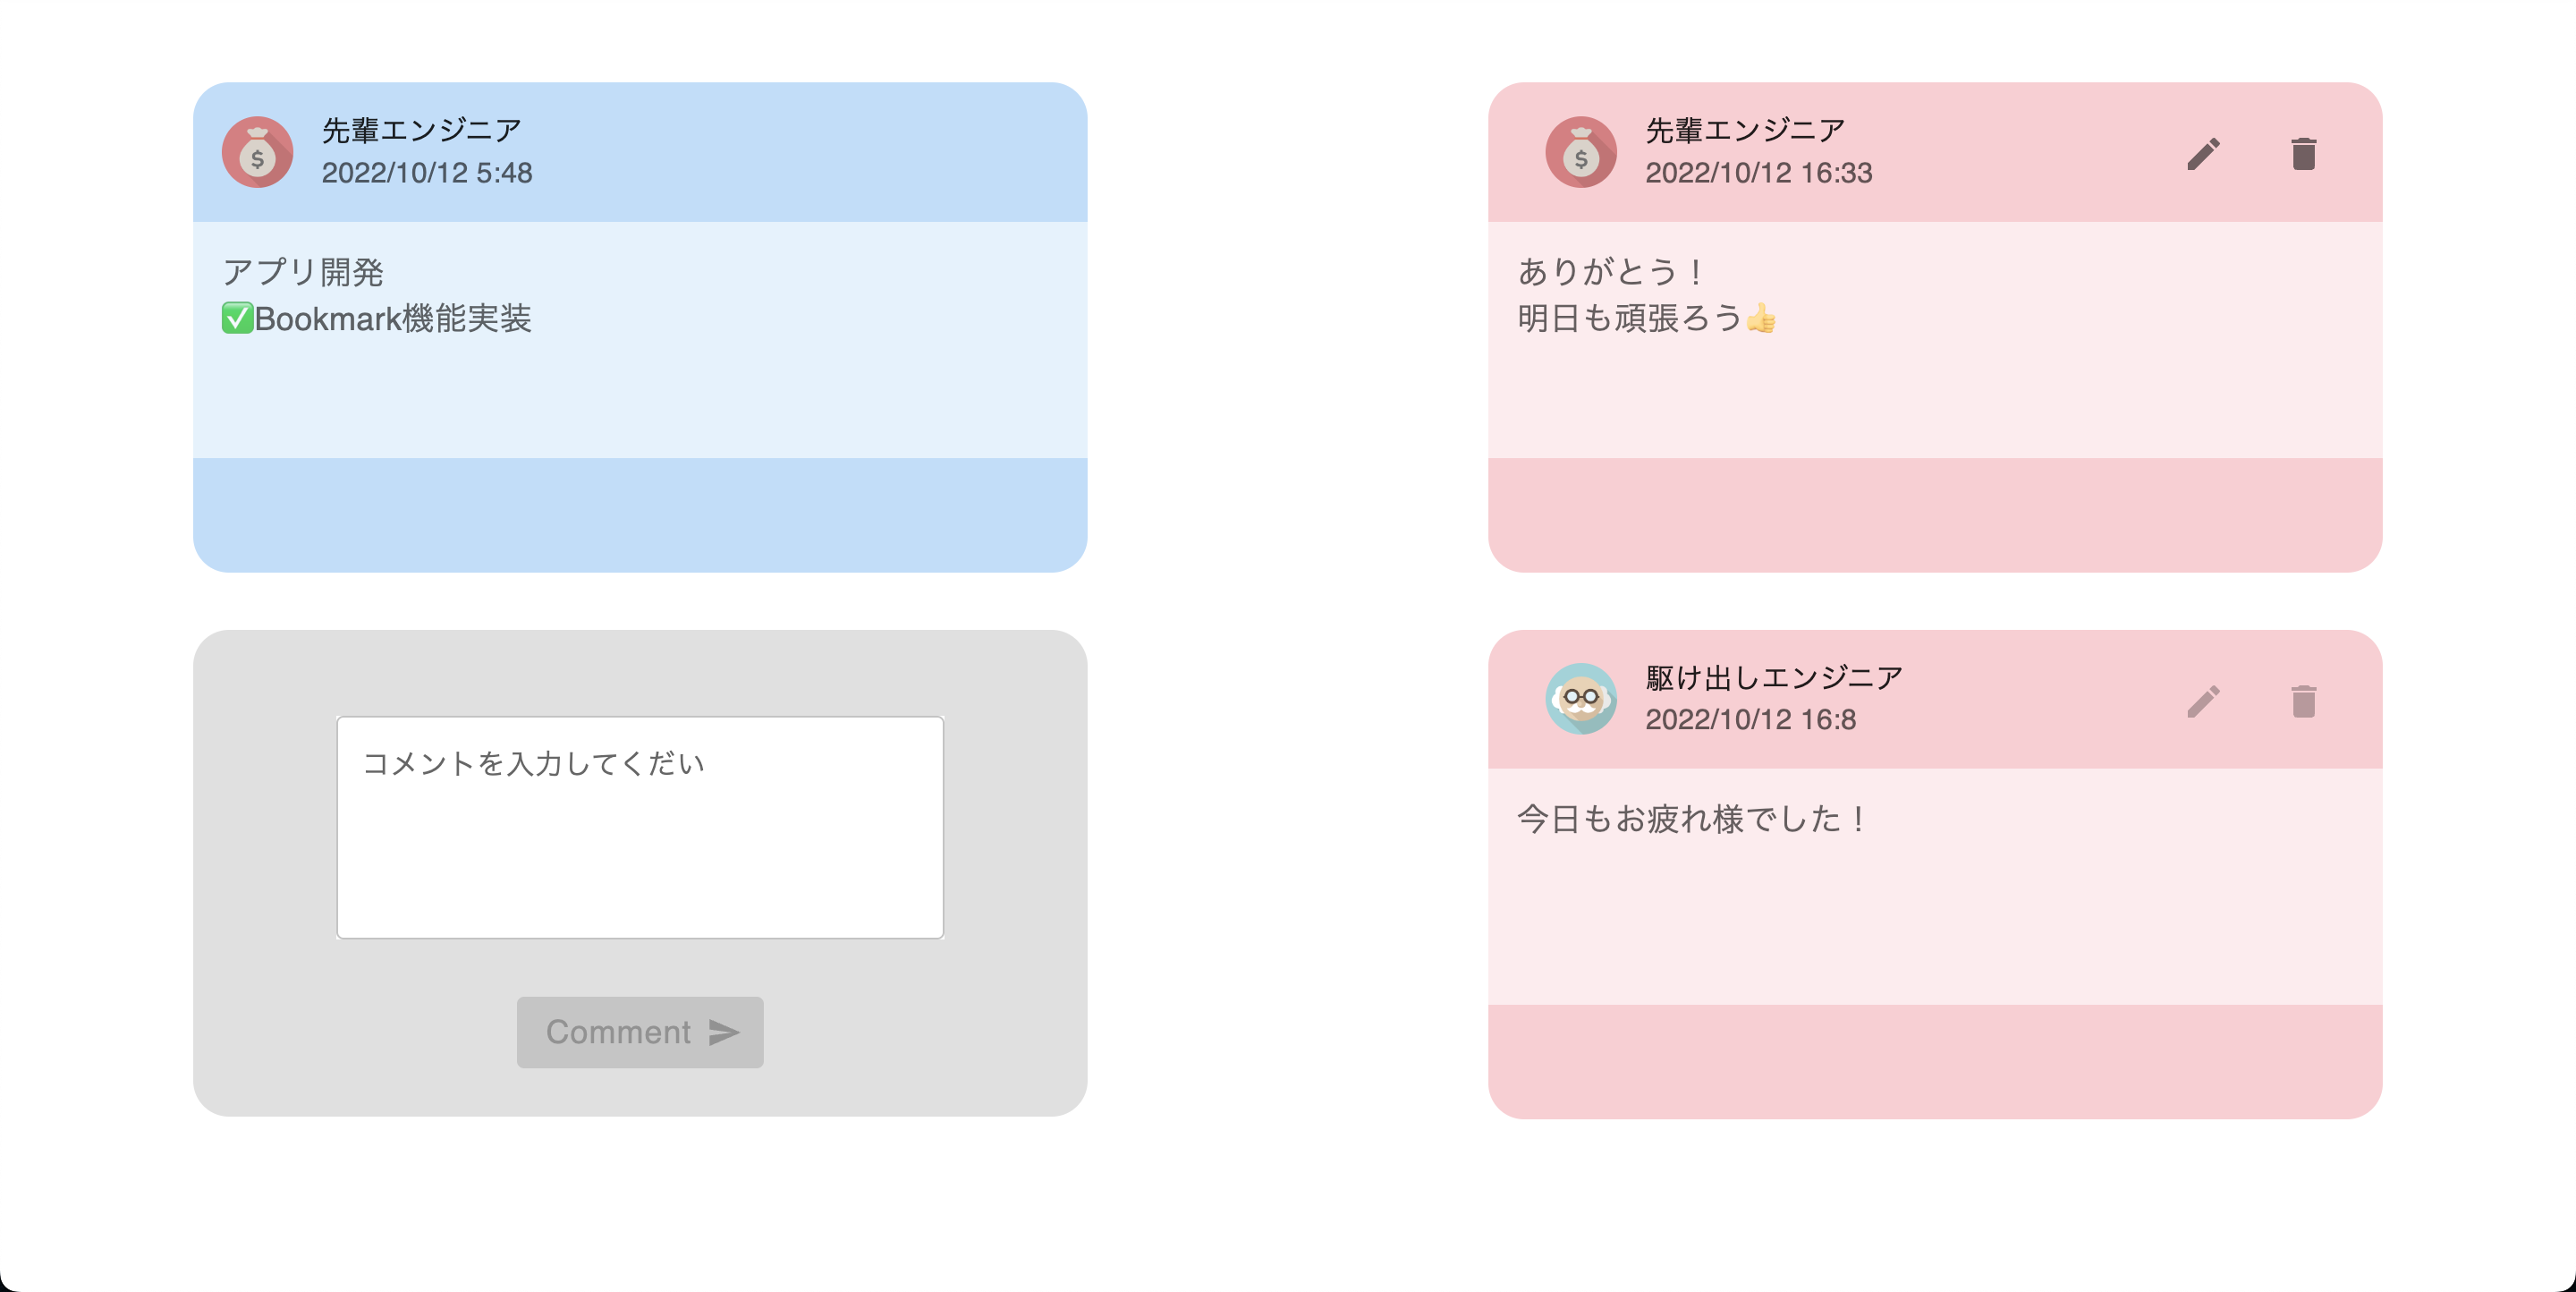 先輩エンジニア
2022/10/12 5:48
アプリ開発
✅Bookmark機能実装
コメントを入力してくだい
Comment
先輩エンジニア
2022/10/12 16:33
ありがとう！
明日も頑張ろう👍
駆け出しエンジニア
2022/10/12 16:8
今日もお疲れ様でした！